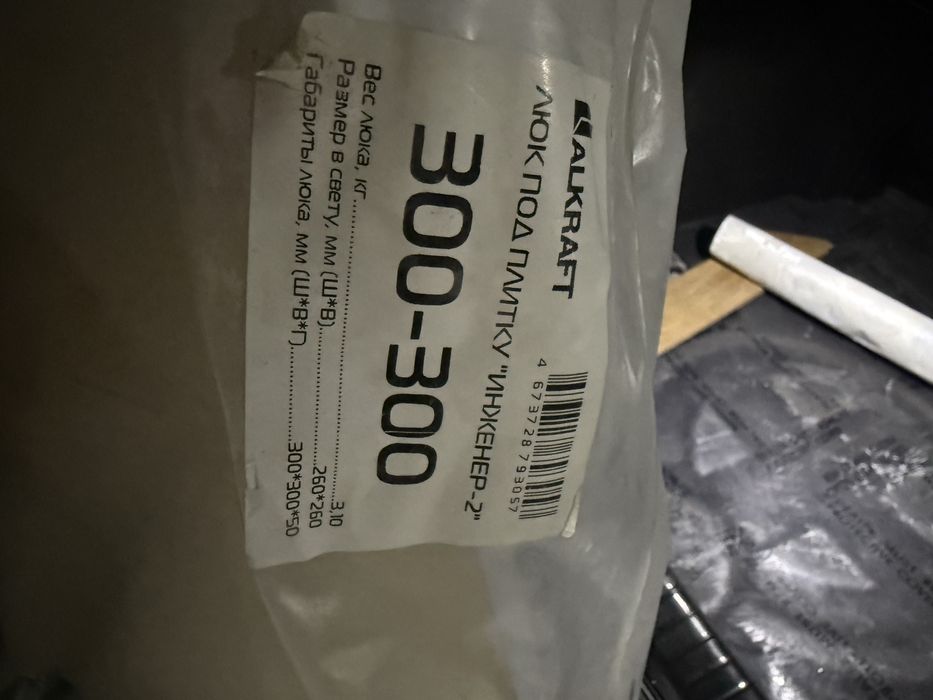 ALKRAFT
4 673728 793057
ЛЮК ПОД ПЛИТКУ "ИНЖЕНЕР-2"
300-300
Вес люка, кг........................3,10
Размер в свету, мм (Ш*В)........................260*260
Габариты люка, мм (Ш*В*Г)................300*300*50